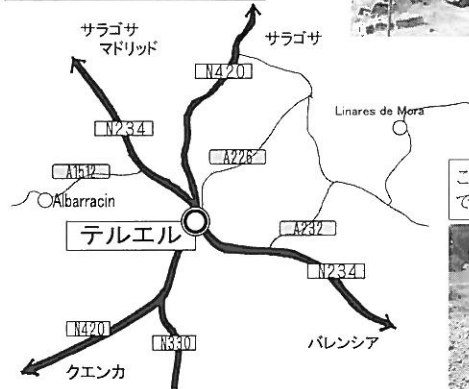 サラゴサ
マドリッド
サラゴサ
N420
N234
Linares de Mora
A226
A1512
Albarracin
テルエル
A232
N234
N420
N330
バレンシア
クエンカ
こ
で